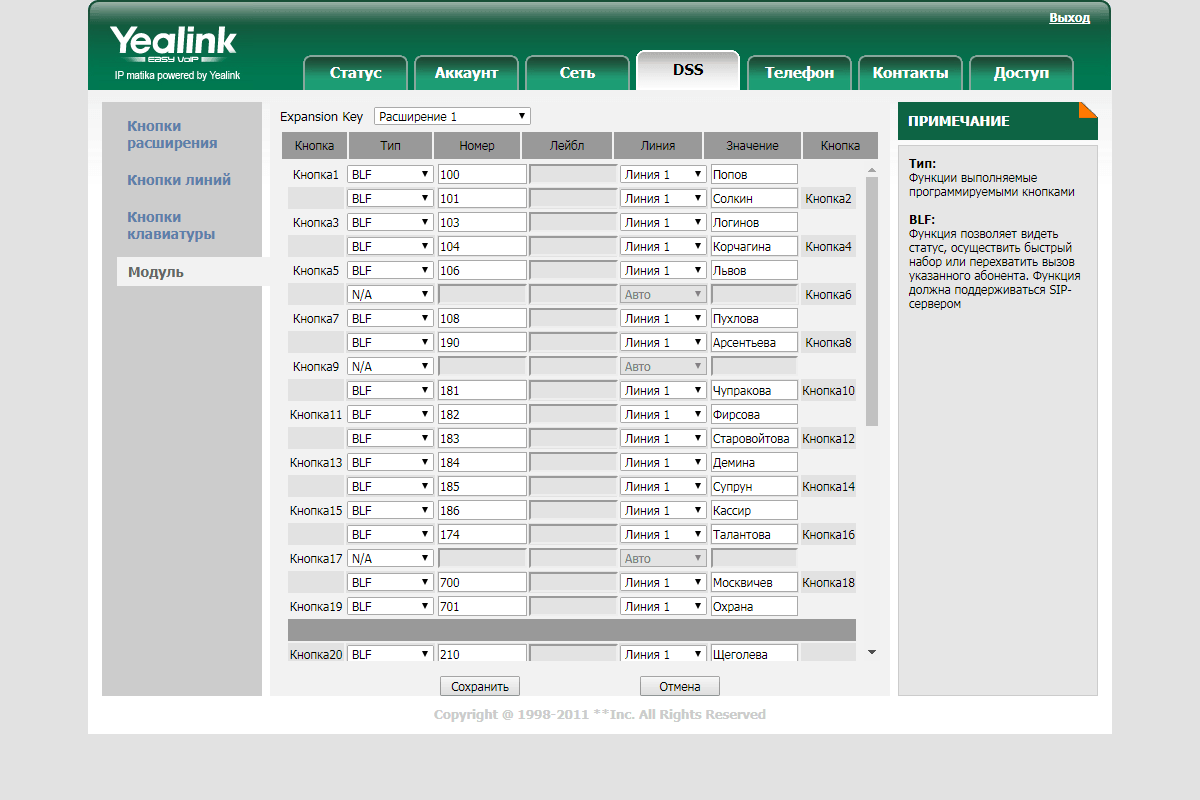 Выход
Yealink
EASY VoIP
IP matika powered by Yealink
Статус Аккаунт Сеть DSS Телефон Контакты Доступ
Кнопки
расширения
Кнопки линий
Кнопки
клавиатуры
Модуль
Expansion Key Расширение 1
Кнопка Тип Номер Лейбл Линия Значение Кнопка
Кнопка1 BLF 100 Линия 1 Попов
BLF 101 Линия 1 Солкин Кнопка2
Кнопка3 BLF 103 Линия 1 Логинов
BLF 104 Линия 1 Корчагина Кнопка4
Кнопка5 BLF 106 Линия 1 Львов
N/A Авто Кнопка6
Кнопка7 BLF 108 Линия 1 Пухлова
BLF 190 Линия 1 Арсентьева Кнопка8
Кнопка9 N/A Авто
BLF 181 Линия 1 Чупракова Кнопка10
Кнопка11 BLF 182 Линия 1 Фирсова
BLF 183 Линия 1 Старовойтова Кнопка12
Кнопка13 BLF 184 Линия 1 Демина
BLF 185 Линия 1 Супрун Кнопка14
Кнопка15 BLF 186 Линия 1 Кассир
BLF 174 Линия 1 Талантова Кнопка16
Кнопка17 N/A Авто
BLF 700 Линия 1 Москвичев Кнопка18
Кнопка19 BLF 701 Линия 1 Охрана
Кнопка20 BLF 210 Линия 1 Щеголева
Сохранить Отмена
ПРИМЕЧАНИЕ
Тип:
Функции выполняемые
программируемыми кнопками
BLF:
Функция позволяет видеть
статус, осуществить быстрый
набор или перехватить вызов
указанного абонента. Функция
должна поддерживаться SIP-
сервером
Copyright @ 1998-2011 **Inc. All Rights Reserved